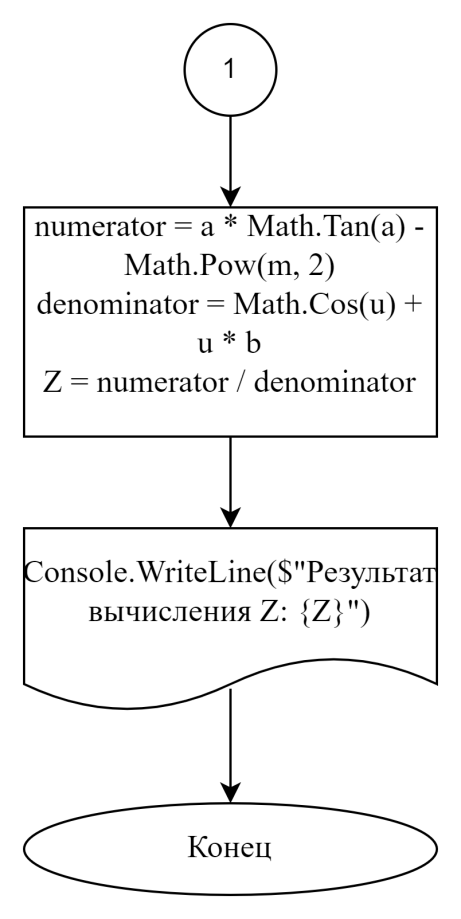 1
numerator = a * Math.Tan(a) -
Math.Pow(m, 2)
denominator = Math.Cos(u) +
u * b
Z = numerator / denominator
Console.WriteLine($"Результат
вычисления Z: {Z}")
Конец